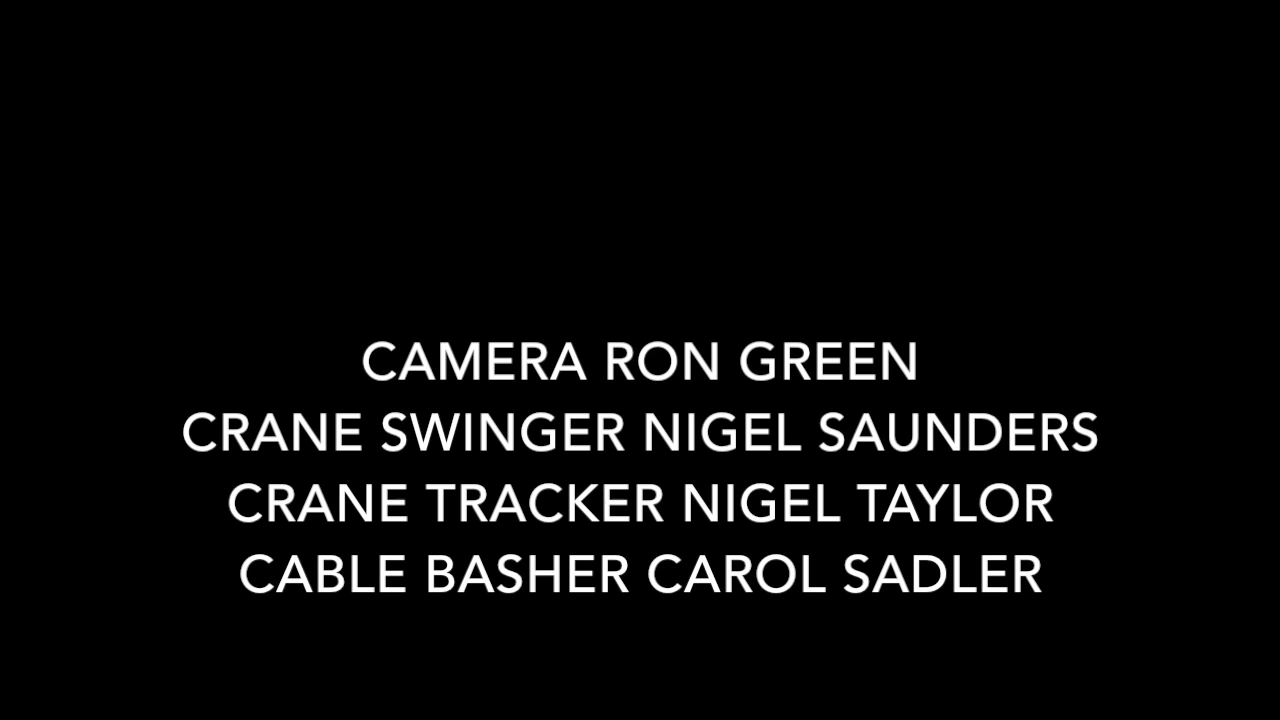 CAMERA RON GREEN
CRANE SWINGER NIGEL SAUNDERS
CRANE TRACKER NIGEL TAYLOR
CABLE BASHER CAROL SADLER